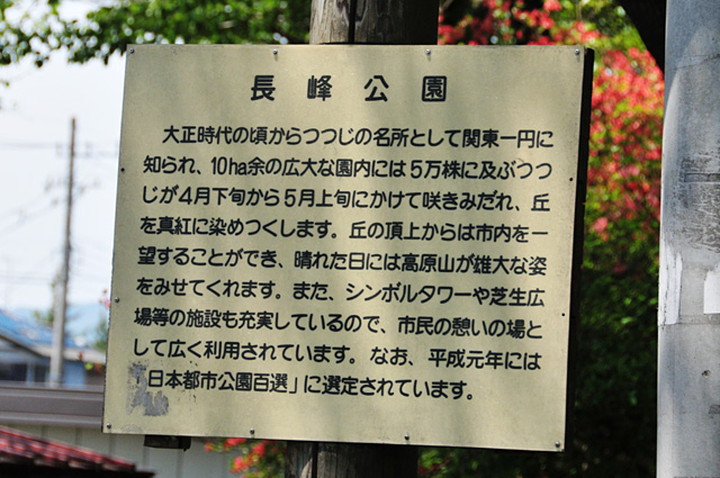 長峰公園
大正時代の頃からつつじの名所として関東一円に
知られ、10ha余の広大な園内には5万株に及ぶつつ
じが4月下旬から5月上旬にかけて咲きみだれ、丘
を真紅に染めつくします。丘の頂上からは市内を一
望することができ、晴れた日には高原山が雄大な姿
をみせてくれます。また、シンボルタワーや芝生広
場等の施設も充実しているので、市民の憩いの場と
して広く利用されています。なお、平成元年には
日本都市公園百選」に選定されています。